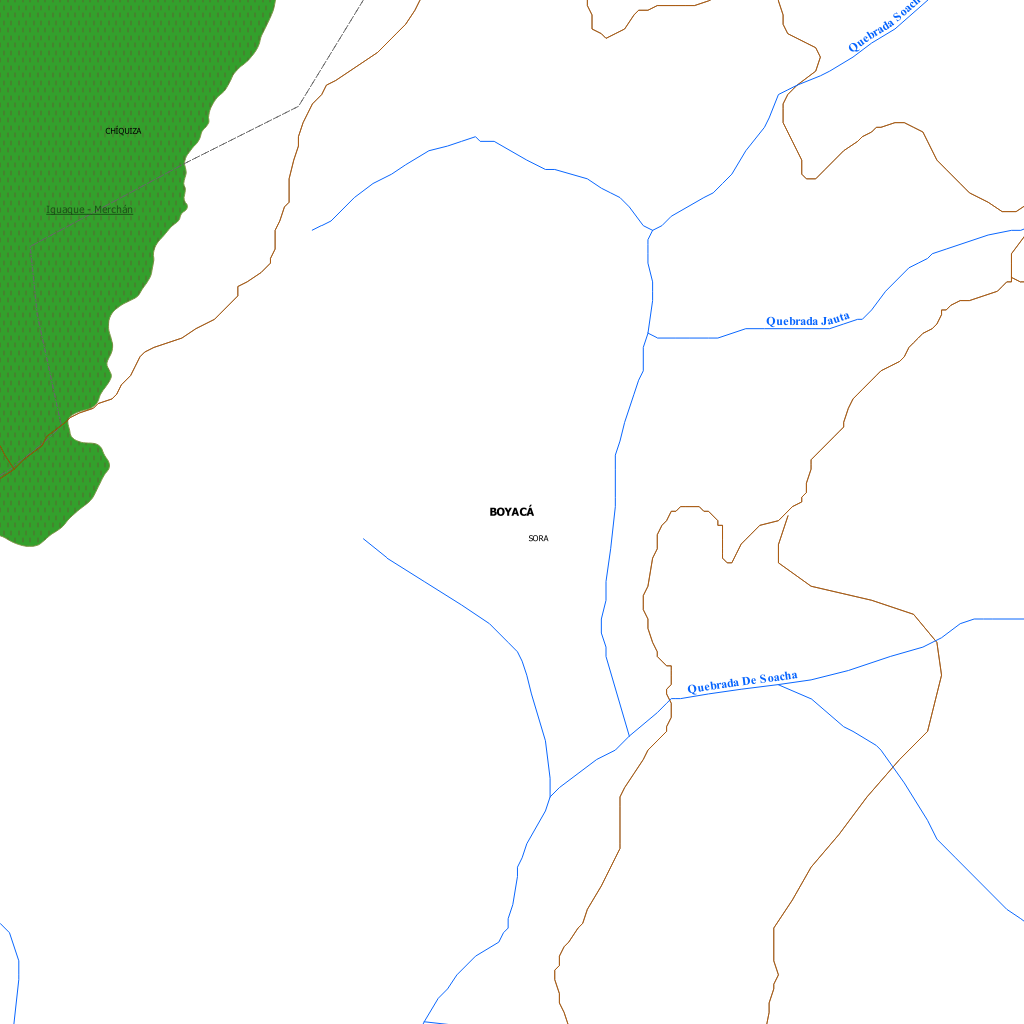 Quebrada Soach
CHÍQUIZA
Iguaque - Merchán
Quebrada Jauta
BOYACÁ
SORA
Quebrada De Soacha